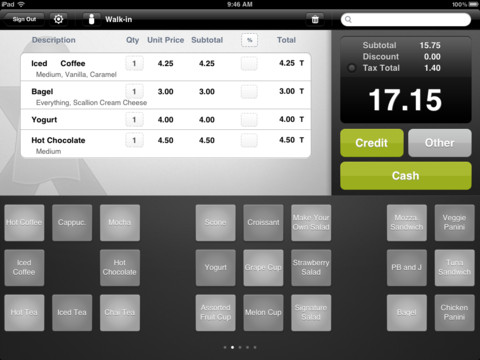 iPad 9:46 AM 100%
Sign Out Walk-in
Description Qty Unit Price Subtotal % Total
Iced Coffee 1 4.25 4.25 4.25 T
Medium, Vanilla, Caramel
Bagel 1 3.00 3.00 3.00 T
Everything, Scallion Cream Cheese
Yogurt 1 4.00 4.00 4.00 T
Hot Chocolate 1 4.50 4.50 4.50 T
Medium
Subtotal 15.75
Discount 0.00
Tax Total 1.40
17.15
Credit Other
Cash
Hot Coffee Cappuc. Mocha Scone Croissant Make Your Own Salad Mozza. Sandwich Veggie Panini
Iced Coffee Hot Chocolate Yogurt Grape Cup Strawberry Salad PB and J Tuna Sandwich
Hot Tea Iced Tea Chai Tea Assorted Fruit Cup Melon Cup Signature Salad Bagel Chicken Panini